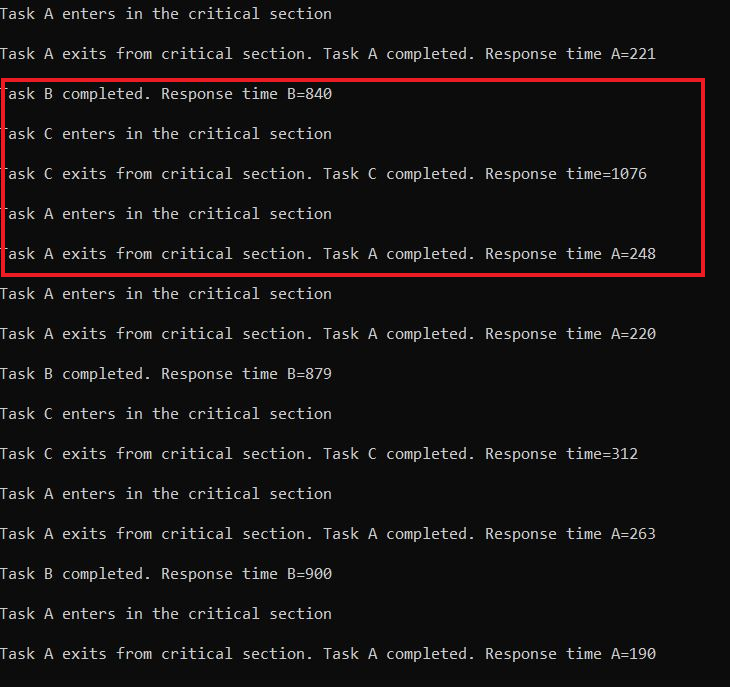 Task A enters in the critical section
Task A exits from critical section. Task A completed. Response time A=221
Task B completed. Response time B=840
Task C enters in the critical section
Task C exits from critical section. Task C completed. Response time=1076
Task A enters in the critical section
Task A exits from critical section. Task A completed. Response time A=248
Task A enters in the critical section
Task A exits from critical section. Task A completed. Response time A=220
Task B completed. Response time B=879
Task C enters in the critical section
Task C exits from critical section. Task C completed. Response time=312
Task A enters in the critical section
Task A exits from critical section. Task A completed. Response time A=263
Task B completed. Response time B=900
Task A enters in the critical section
Task A exits from critical section. Task A completed. Response time A=190